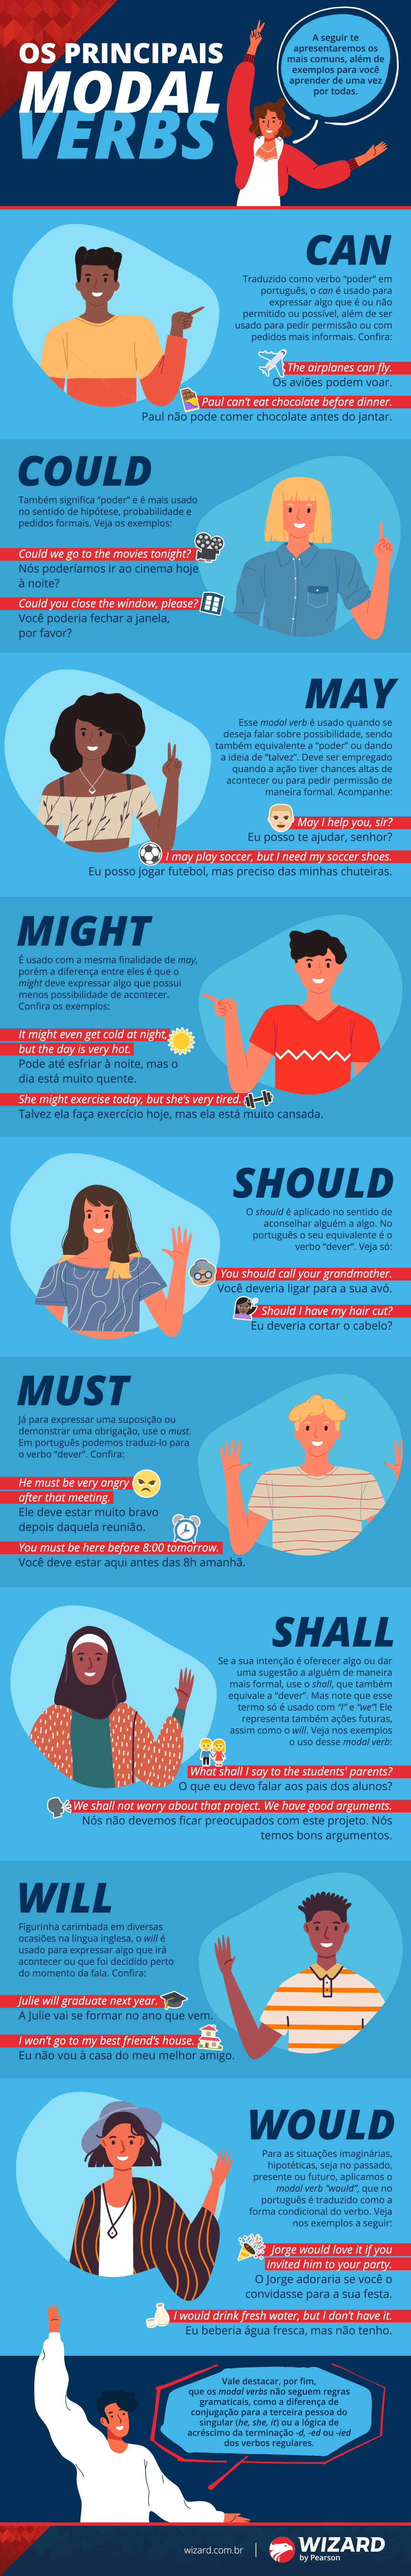 OS PRINCIPAIS
MODAL
VERBS
A seguir te
apresentaremos os
mais comuns, além de
exemplos para você
aprender de uma vez
por todas.
CAN
Traduzido como verbo “poder” em
português, o can é usado para
expressar algo que é ou não
permitido ou possível, além de ser
usado para pedir permissão ou com
pedidos mais informais. Confira:
The airplanes can fly.
Os aviões podem voar.
Paul can’t eat chocolate before dinner.
Paul não pode comer chocolate antes do jantar.
COULD
Também significa “poder” e é mais usado
no sentido de hipótese, probabilidade e
pedidos formais. Veja os exemplos:
Could we go to the movies tonight?
Nós poderíamos ir ao cinema hoje
à noite?
Could you close the window, please?
Você poderia fechar a janela,
por favor?
MAY
Esse modal verb é usado quando se
deseja falar sobre possibilidade, sendo
também equivalente a “poder” ou dando
a ideia de “talvez”. Deve ser empregado
quando a ação tiver chances altas de
acontecer ou para pedir permissão de
maneira formal. Acompanhe:
May I help you, sir?
Eu posso te ajudar, senhor?
I may play soccer, but I need my soccer shoes.
Eu posso jogar futebol, mas preciso das minhas chuteiras.
MIGHT
É usado com a mesma finalidade de may,
porém a diferença entre eles é que o
might deve expressar algo que possui
menos possibilidade de acontecer.
Confira os exemplos:
It might even get cold at night,
but the day is very hot.
Pode até esfriar à noite, mas o
dia está muito quente.
She might exercise today, but she’s very tired.
Talvez ela faça exercício hoje, mas ela está muito cansada.
SHOULD
O should é aplicado no sentido de
aconselhar alguém a algo. No
português o seu equivalente é o
verbo “dever”. Veja só:
You should call your grandmother.
Você deveria ligar para a sua avó.
Should I have my hair cut?
Eu deveria cortar o cabelo?
MUST
Já para expressar uma suposição ou
demonstrar uma obrigação, use o must.
Em português podemos traduzi-lo para
o verbo “dever”. Confira:
He must be very angry
after that meeting.
Ele deve estar muito bravo
depois daquela reunião.
You must be here before 8:00 tomorrow.
Você deve estar aqui antes das 8h amanhã.
SHALL
Se a sua intenção é oferecer algo ou dar
uma sugestão a alguém de maneira
mais formal, use o shall, que também
equivale a “dever”. Mas note que esse
termo só é usado com “I” e “we”! Ele
representa também ações futuras,
assim como o will. Veja nos exemplos
o uso desse modal verb:
What shall I say to the students' parents?
O que eu devo falar aos pais dos alunos?
We shall not worry about that project. We have good arguments.
Nós não devemos ficar preocupados com este projeto. Nós
temos bons argumentos.
WILL
Figurinha carimbada em diversas
ocasiões na língua inglesa, o will é
usado para expressar algo que irá
acontecer ou que foi decidido perto
do momento da fala. Confira:
Julie will graduate next year.
A Julie vai se formar no ano que vem.
I won’t go to my best friend’s house.
Eu não vou à casa do meu melhor amigo.
WOULD
Para as situações imaginárias,
hipotéticas, seja no passado,
presente ou futuro, aplicamos o
modal verb “would”, que no
português é traduzido como a
forma condicional do verbo. Veja
nos exemplos a seguir:
Jorge would love it if you
invited him to your party.
O Jorge adoraria se você o
convidasse para a sua festa.
I would drink fresh water, but I don’t have it.
Eu beberia água fresca, mas não tenho.
Vale destacar, por fim,
que os modal verbs não seguem regras
gramaticais, como a diferença de
conjugação para a terceira pessoa do
singular (he, she, it) ou a lógica de
acréscimo da terminação -d, -ed ou -ied
dos verbos regulares.
wizard.com.br
WIZARD
by Pearson